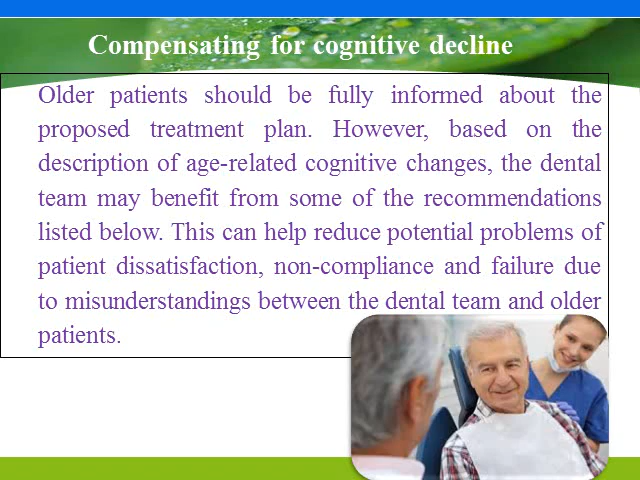 Compensating for cognitive decline
Older patients should be fully informed about the
proposed treatment plan. However, based on the
description of age-related cognitive changes, the dental
team may benefit from some of the recommendations
listed below. This can help reduce potential problems of
patient dissatisfaction, non-compliance and failure due
to misunderstandings between the dental team and older
patients.